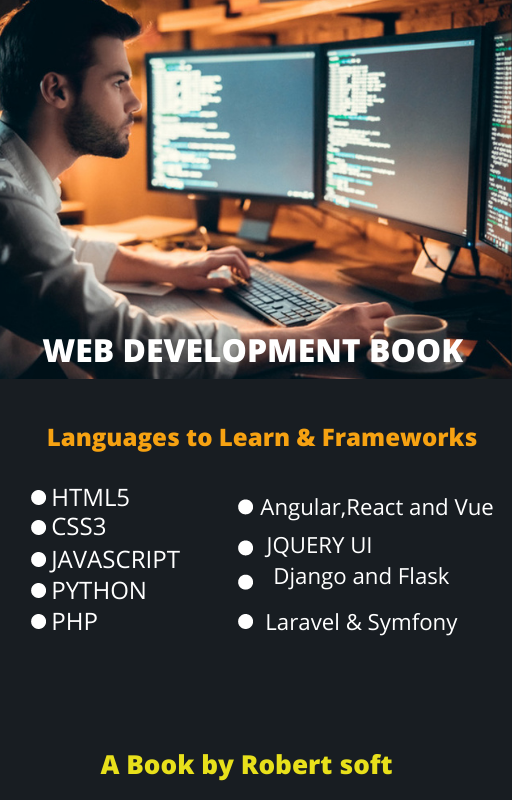 WEB DEVELOPMENT BOOK
Languages to Learn & Frameworks
HTML5
CSS3
JAVASCRIPT
PYTHON
PHP
Angular,React and Vue
JQUERY UI
Django and Flask
Laravel & Symfony
A Book by Robert soft